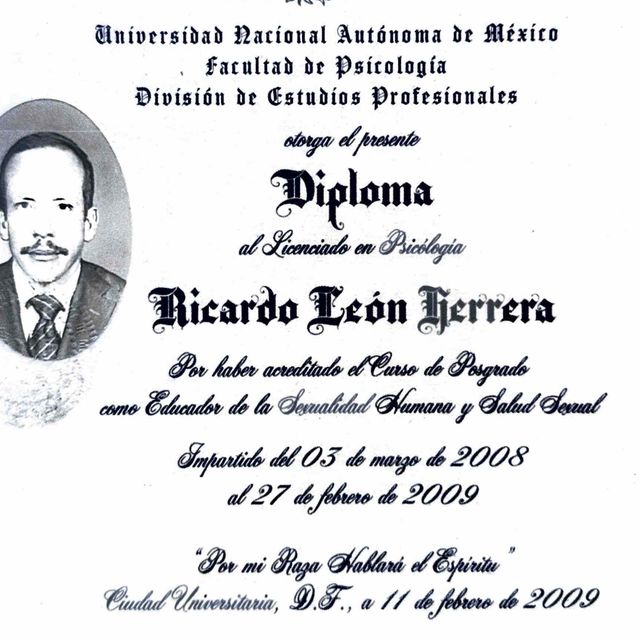 Universidad Nacional Autónoma de México
Facultad de Psicología
División de Estudios Profesionales
otorga el presente
Diploma
al Licenciado en Psicólogía
Ricardo León Herrera
Por haber acreditado el Curso de Posgrado
como Educador de la Sexualidad Humana y Salud Sexual
Impartido del 03 de marzo de 2008
al 27 de febrero de 2009
"Por mi Raza Hablará el Espíritu"
Ciudad Universitaria, D.F., a 11 de febrero de 2009